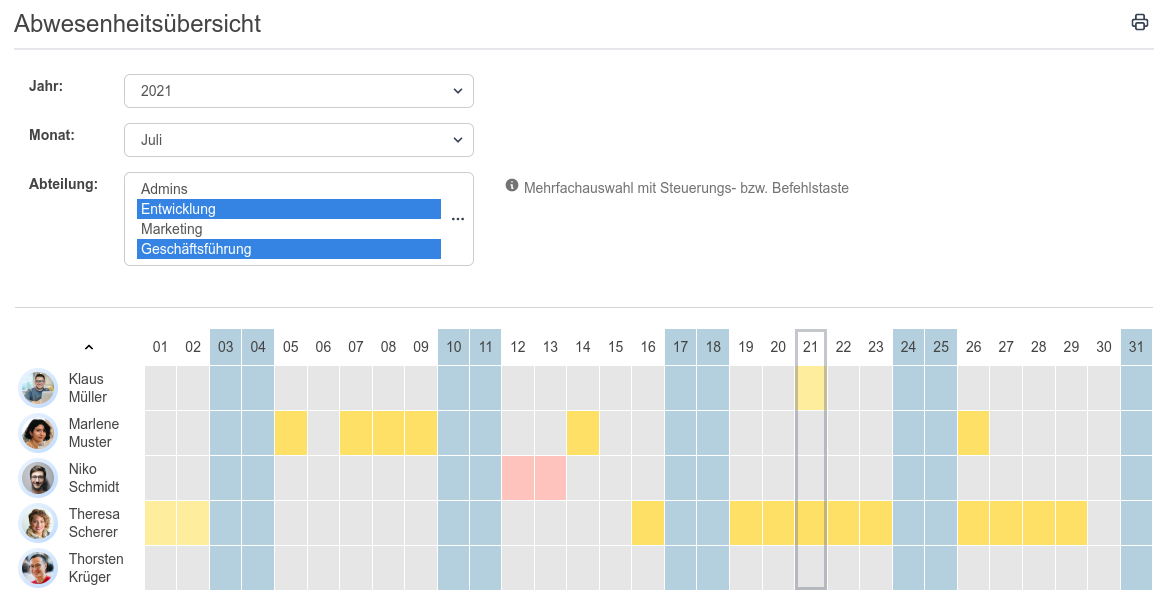 Abwesenheitsübersicht
Jahr:
2021
Monat:
Juli
Abteilung:
Admins
Entwicklung
Marketing
Geschäftsführung
Mehrfachauswahl mit Steuerungs- bzw. Befehlstaste
01 02 03 04 05 06 07 08 09 10 11 12 13 14 15 16 17 18 19 20 21 22 23 24 25 26 27 28 29 30 31
Klaus
Müller
Marlene
Muster
Niko
Schmidt
Theresa
Scherer
Thorsten
Krüger